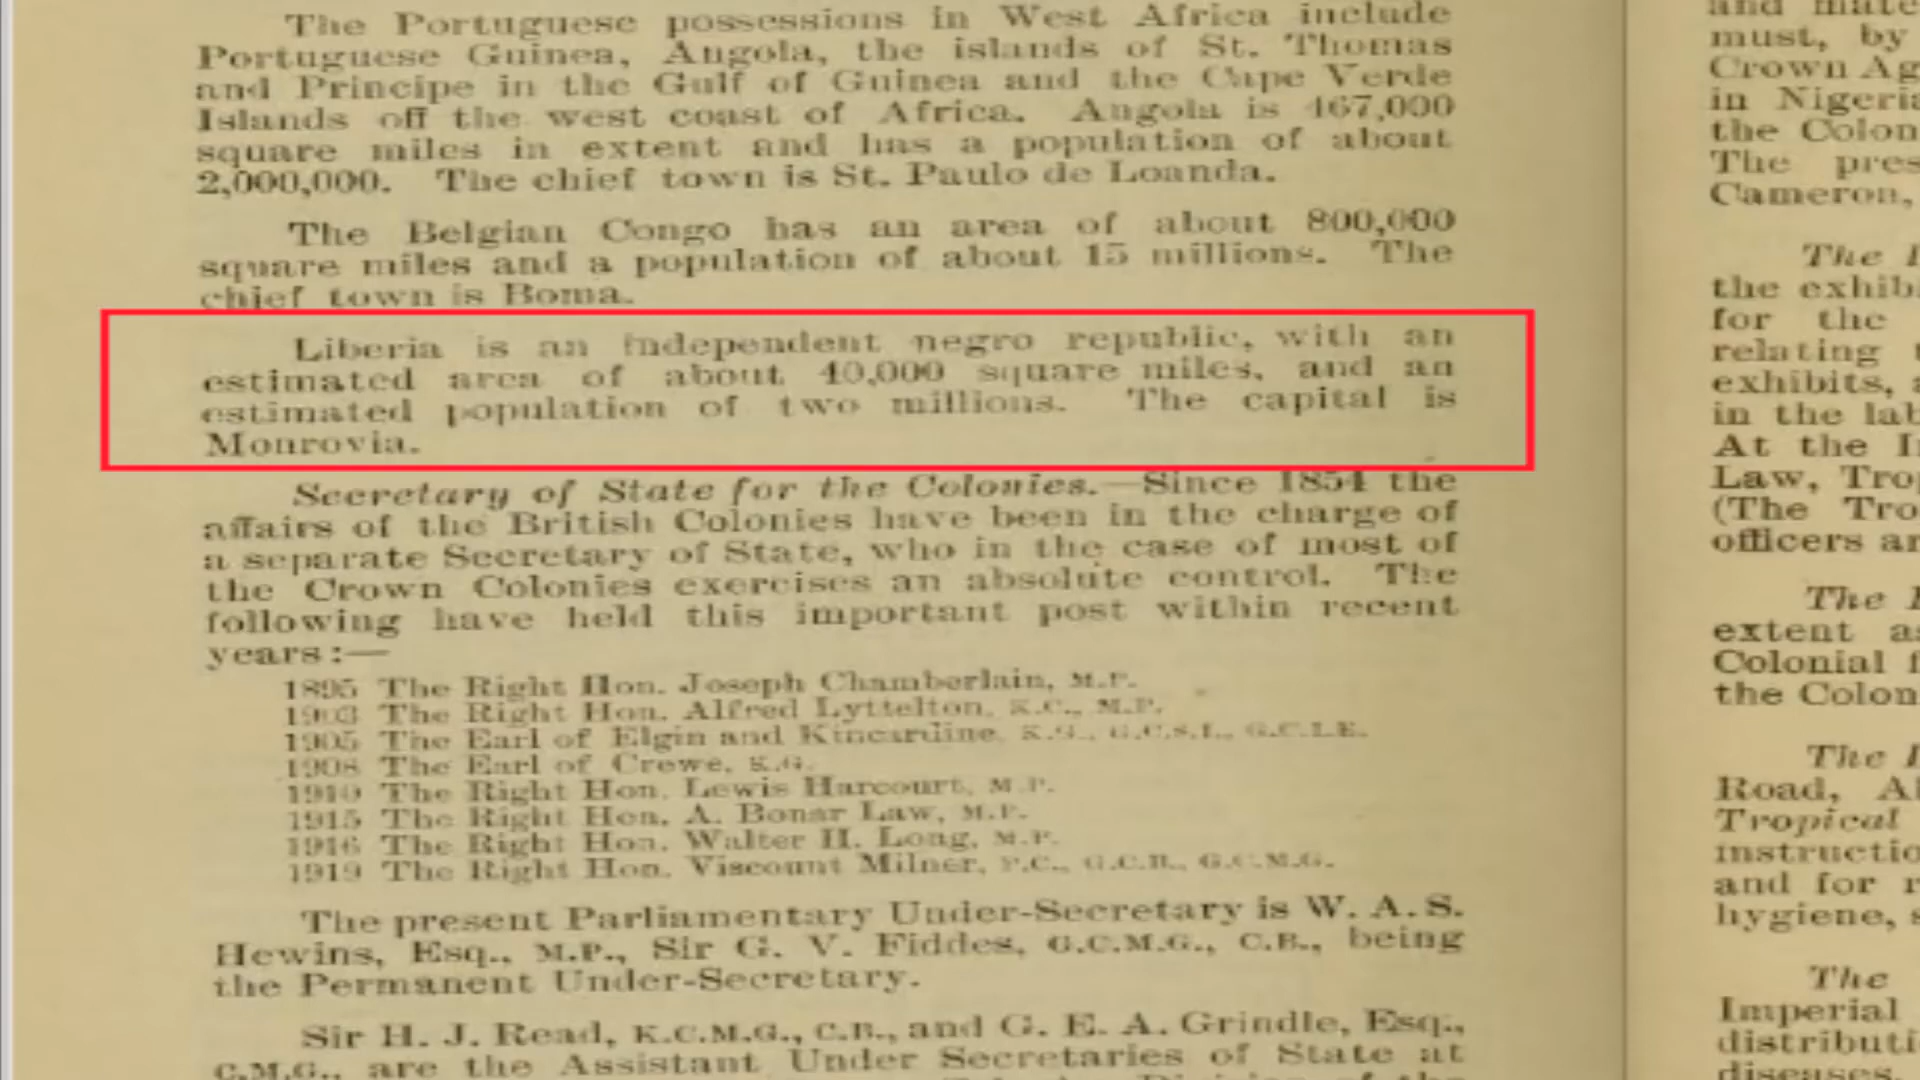 The Portuguese possessions in West Africa include
Portuguese Guinea, Angola, the islands of St. Thomas
and Principe in the Gulf of Guinea and the Cape Verde
Islands off the west coast of Africa. Angola is 467,000
square miles in extent and has a population of about
2,000,000. The chief town is St. Paulo de Loanda.
The Belgian Congo has an area of about 800,000
square miles and a population of about 15 millions. The
chief town is Boma.
Liberia is an independent negro republic, with an
estimated area of about 40,000 square miles, and an
estimated population of two millions. The capital is
Monrovia.
Secretary of State for the Colonies.—Since 1854 the
affairs of the British Colonies have been in the charge of
a separate Secretary of State, who in the case of most of
the Crown Colonies exercises an absolute control. The
following have held this important post within recent
years:—
1895 The Right Hon. Joseph Chamberlain, M.P.
1903 The Right Hon. Alfred Lyttelton, K.C., M.P.
1905 The Earl of Elgin and Kincardine, K.G., G.C.S.I., G.C.I.E.
1908 The Earl of Crewe, K.G.
1910 The Right Hon. Lewis Harcourt, M.P.
1915 The Right Hon. A. Bonar Law, M.P.
1916 The Right Hon. Walter H. Long, M.P.
1919 The Right Hon. Viscount Milner, P.C., G.C.B., G.C.M.G.
The present Parliamentary Under-Secretary is W. A. S.
Hewins, Esq., M.P., Sir G. V. Fiddes, G.C.M.G., C.B., being
the Permanent Under-Secretary.
Sir H. J. Read, K.C.M.G., C.B., and G. E. A. Grindle, Esq.,
C.M.G., are the Assistant Under Secretaries of State at
and
must, by
Crown
in
the
The
Cameron,
The
the
for the
relating
exhibits,
in the
At the
Law,
(The
officers
The
extent
Colonial
the
The
Road,
Tropical
and for
hygiene,
The
Imperial
diseases.